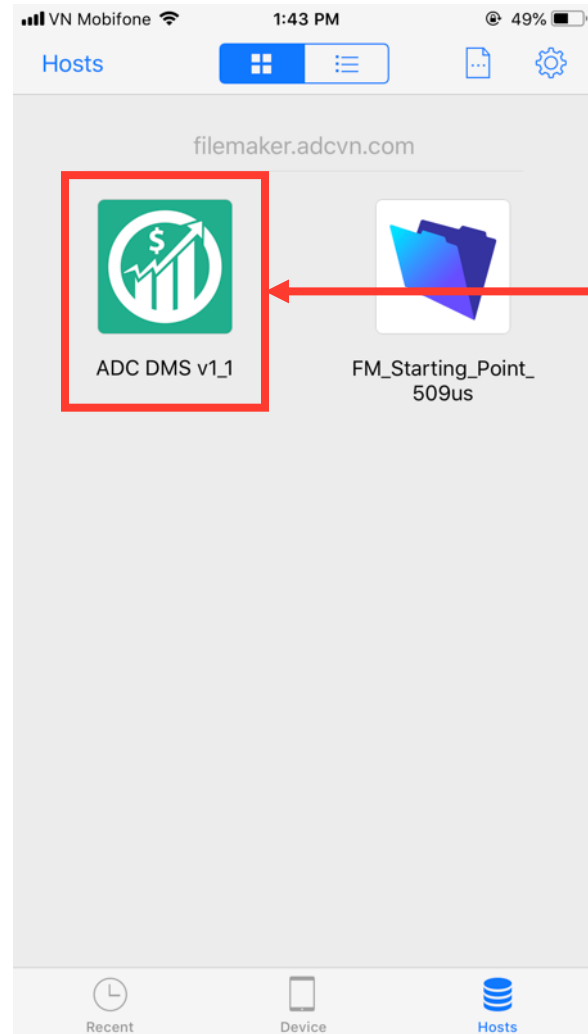 VN Mobifone 1:43 PM 49%
Hosts
filemaker.adcvn.com
$
ADC DMS v1_1
FM_Starting_Point_
509us
Recent Device Hosts